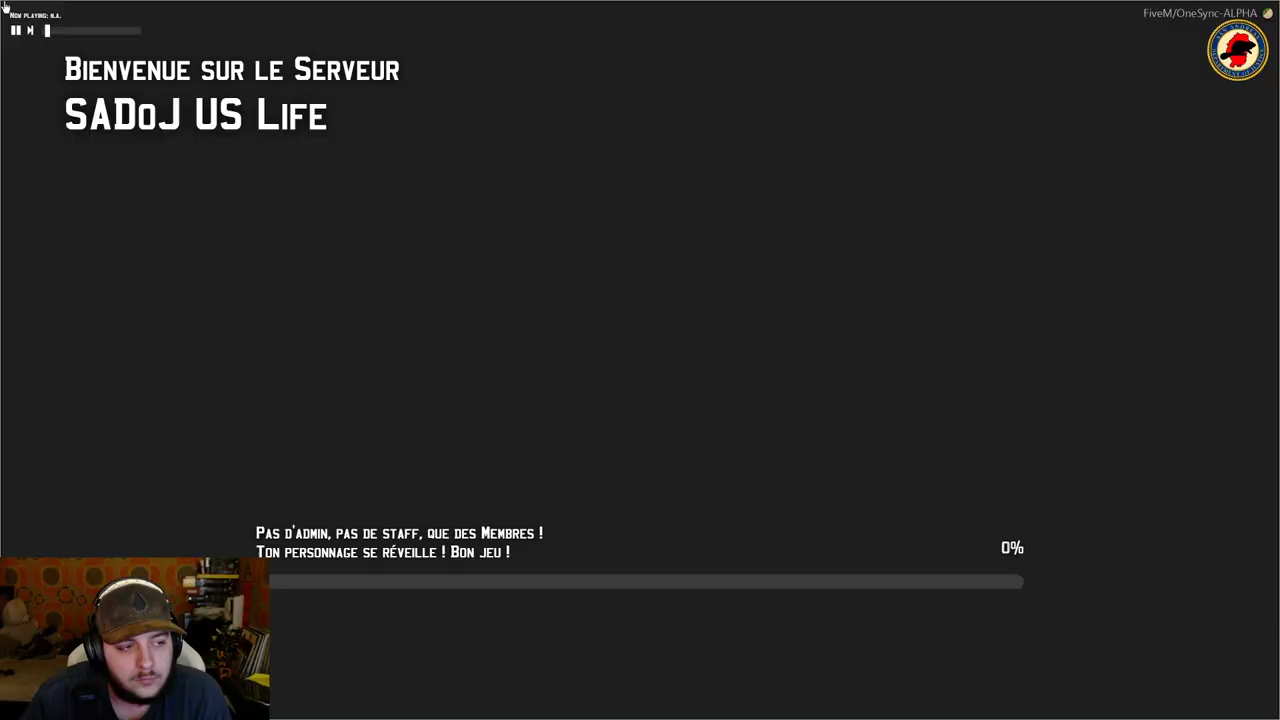 Now playing: n.a.
FiveM/OneSync-ALPHA
Bienvenue sur le Serveur
SADoJ US Life
Pas d'admin, pas de staff, que des Membres !
Ton personnage se réveille ! Bon jeu !
0%